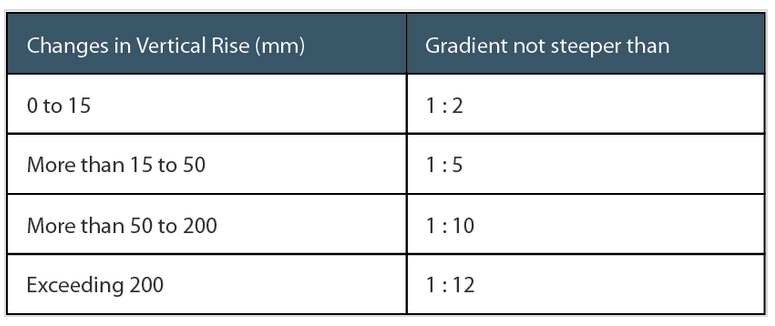 Changes in Vertical Rise (mm) Gradient not steeper than
0 to 15 1 : 2
More than 15 to 50 1 : 5
More than 50 to 200 1 : 10
Exceeding 200 1 : 12